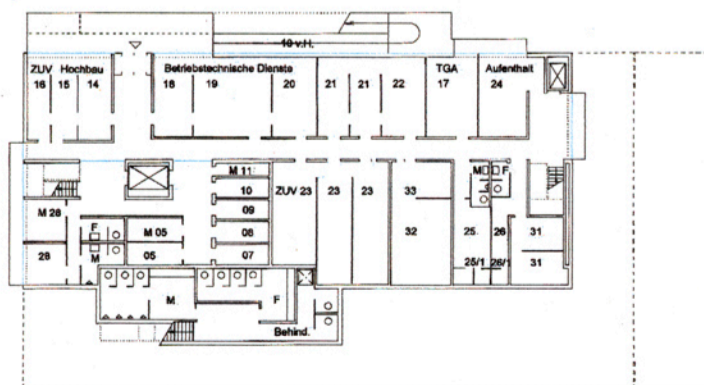 10 v.H.
ZUV Hochbau
16 15 14
Betriebstechnische Dienste
18 19 20
21 21 22
TGA
17
Aufenthalt
24
M 11
10
09
08
07
ZUV 23 23 23
33
32
M F
25
26
25/1 26/1
31
31
M 28
28
F
M
M 05
05
M
F
Behind.